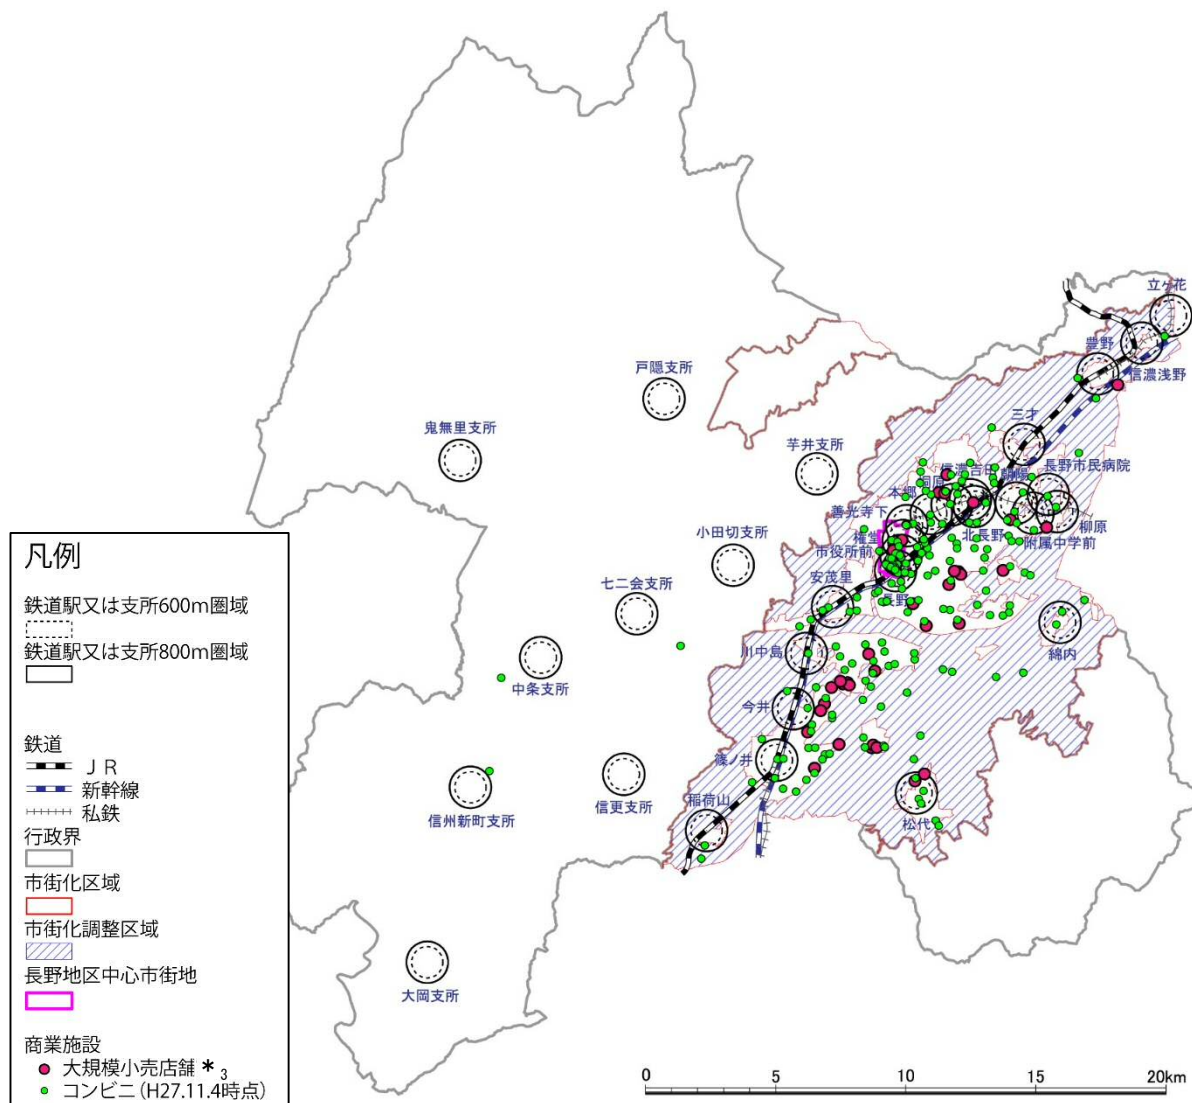 立ヶ花
豊野
信濃浅野
戸隠支所
三才
鬼無里支所
芋井支所
信濃吉田
朝陽
長野市民病院
桐原
本郷
善光寺下
柳原
権堂
北長野
附属中学前
小田切支所
市役所前
安茂里
長野
七二会支所
綿内
川中島
中条支所
今井
篠ノ井
信更支所
信州新町支所
稲荷山
松代
大岡支所
凡例
鉄道駅又は支所600m圏域
鉄道駅又は支所800m圏域
鉄道
ＪＲ
新幹線
私鉄
行政界
市街化区域
市街化調整区域
長野地区中心市街地
商業施設
大規模小売店舗＊3
コンビニ(H27.11.4時点)
0 5 10 15 20km